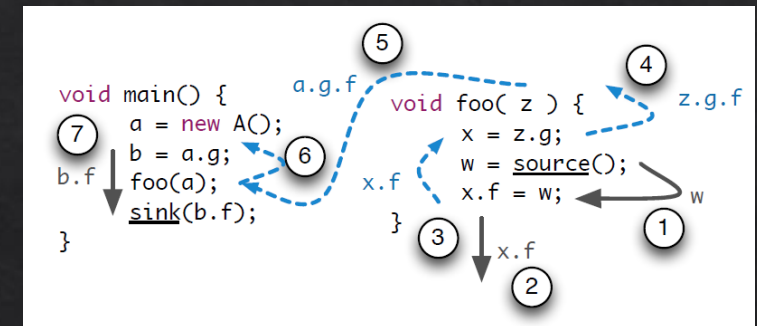 5
4
a.g.f
z.g.f
void main() {
7
a = new A();
b = a.g;
6
b.f
foo(a);
sink(b.f);
}
void foo( z ) {
x = z.g;
w = source();
x.f
x.f = w;
w
}
3
1
x.f
2